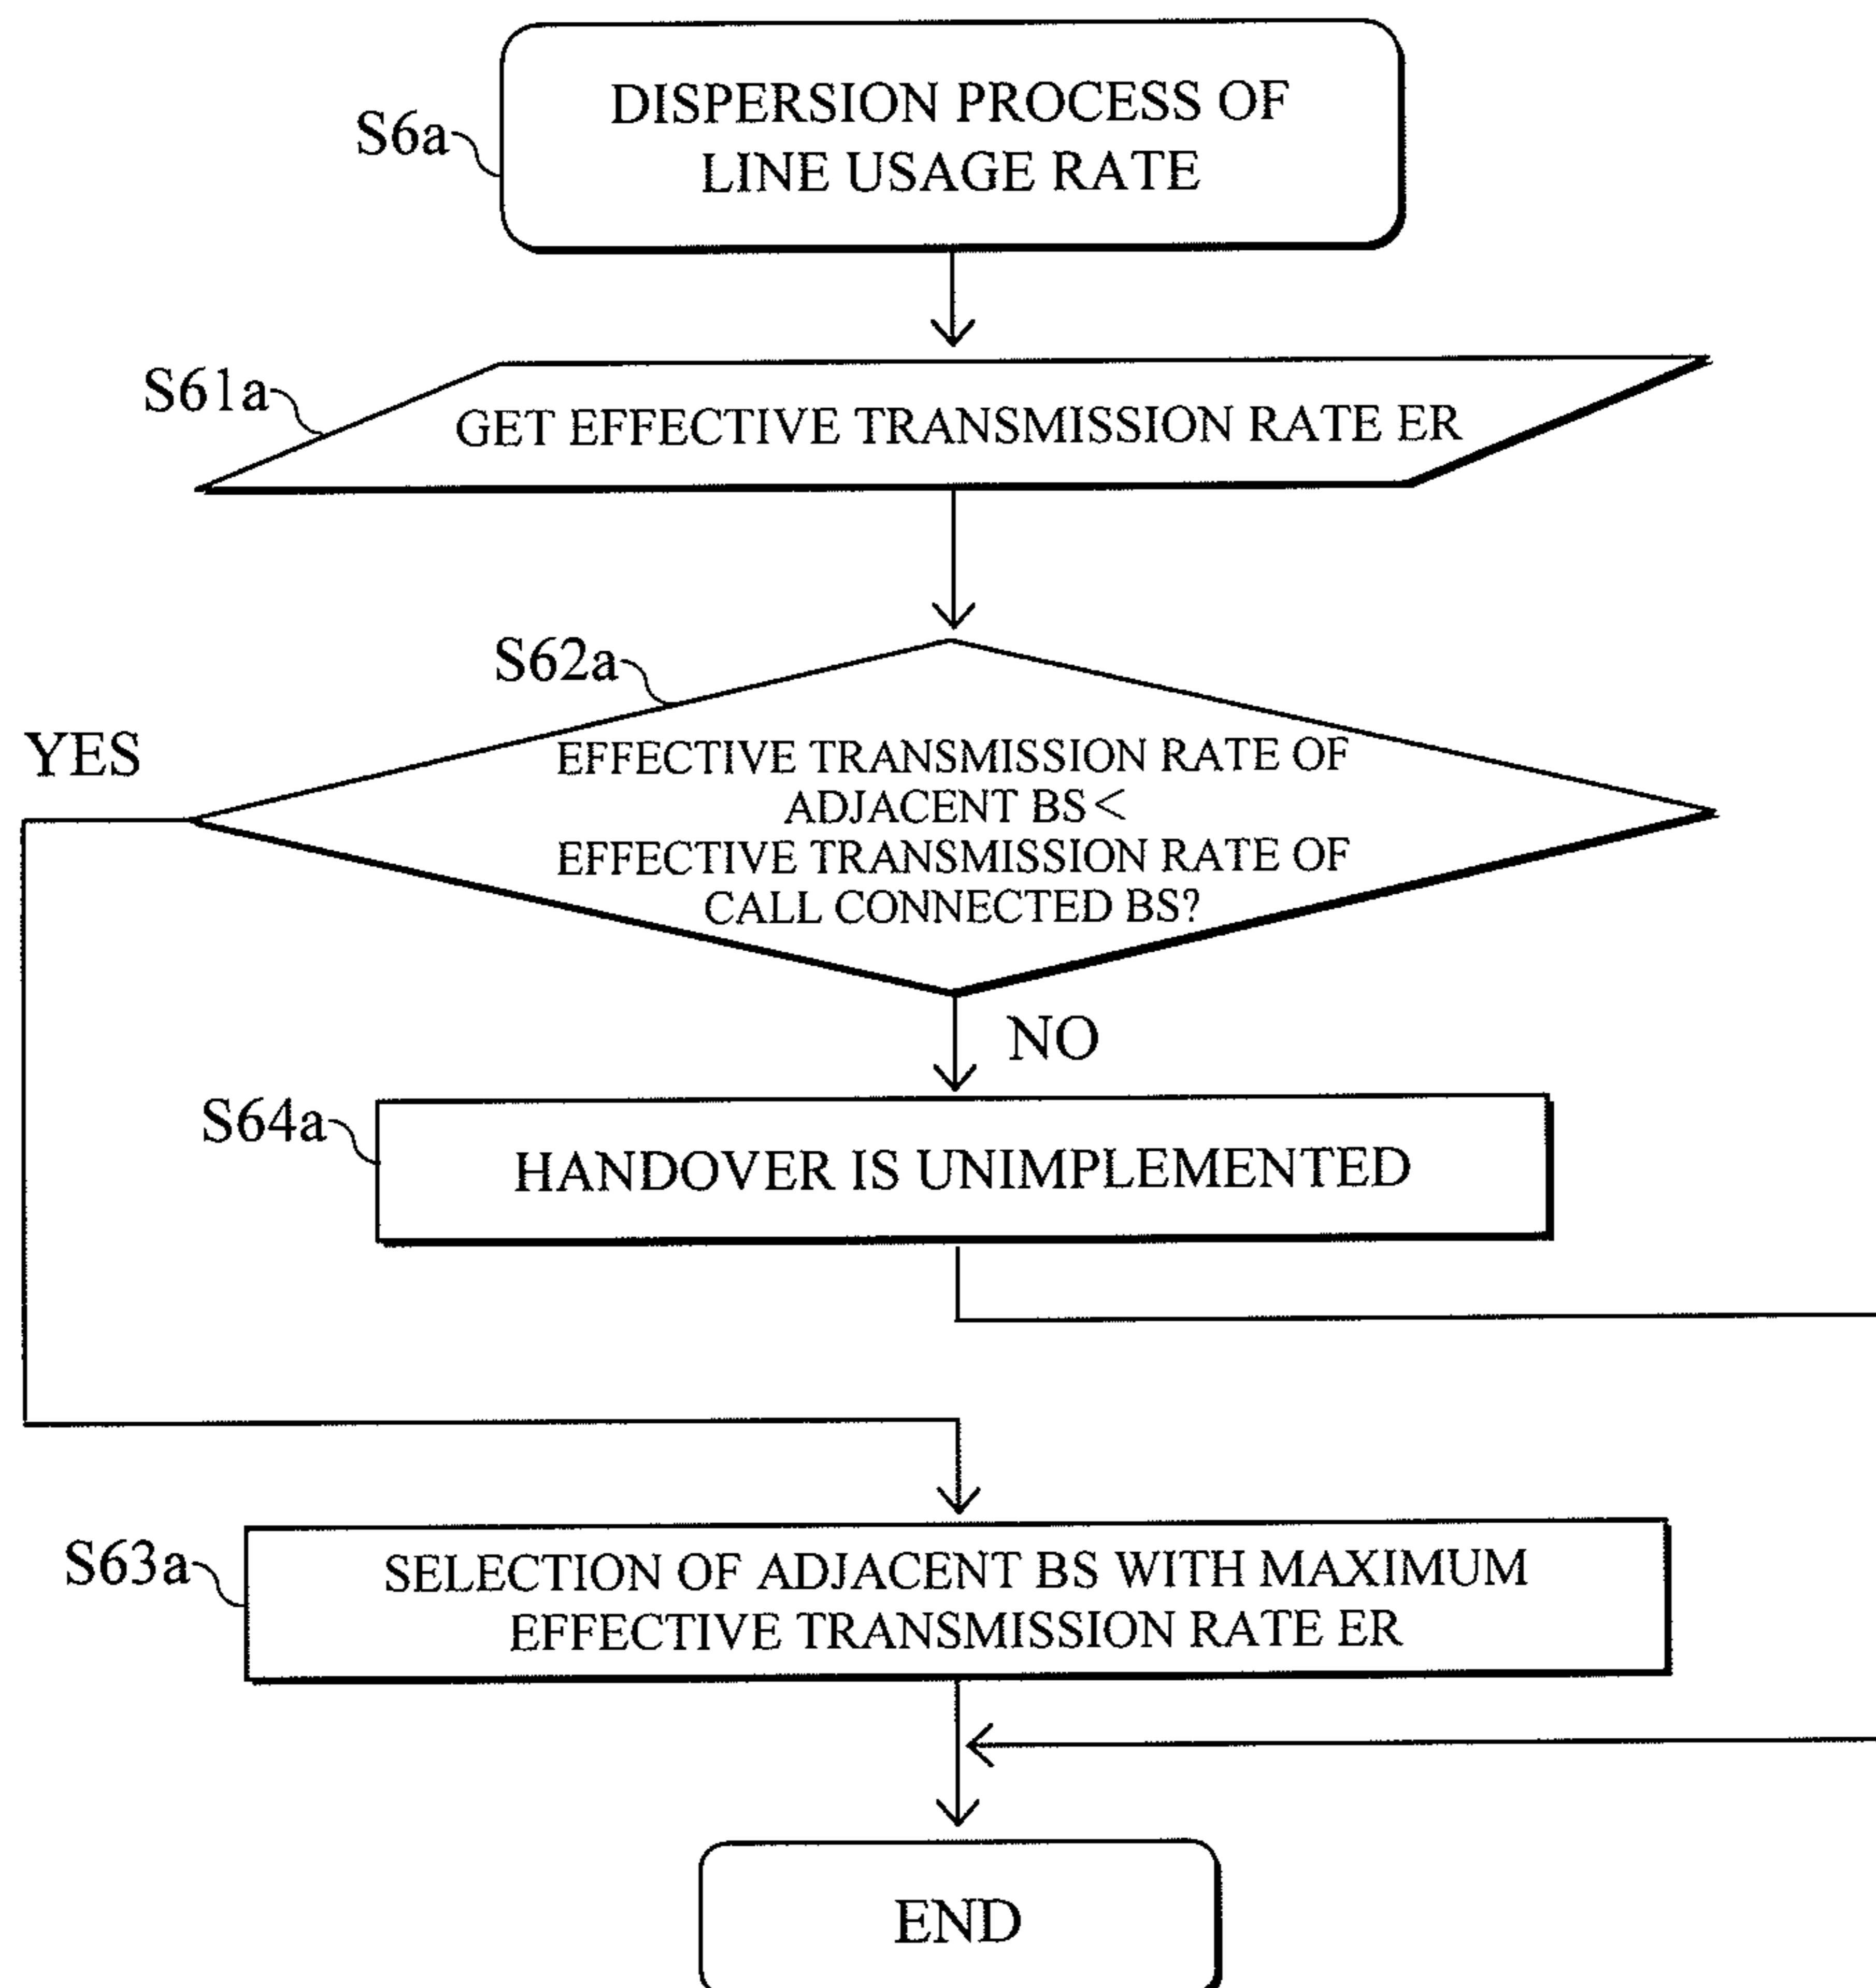 S6a
DISPERSION PROCESS OF
LINE USAGE RATE
S61a
GET EFFECTIVE TRANSMISSION RATE ER
S62a
YES
EFFECTIVE TRANSMISSION RATE OF
ADJACENT BS<
EFFECTIVE TRANSMISSION RATE OF
CALL CONNECTED BS?
NO
S64a
HANDOVER IS UNIMPLEMENTED
S63a
SELECTION OF ADJACENT BS WITH MAXIMUM
EFFECTIVE TRANSMISSION RATE ER
END